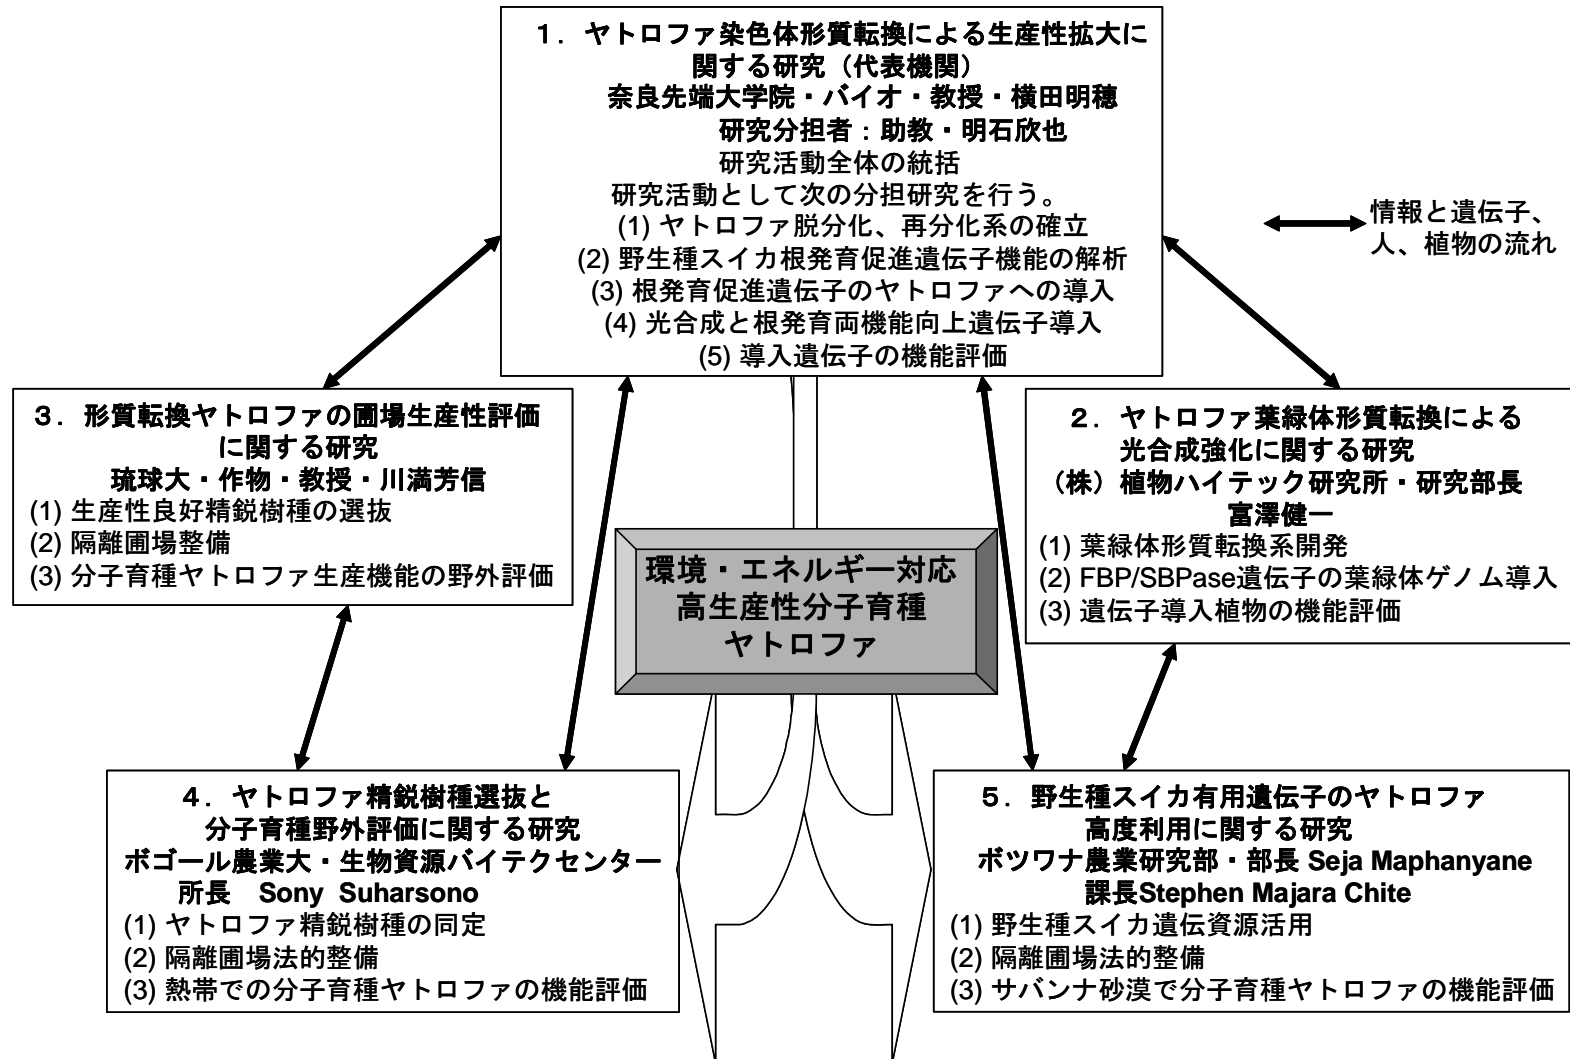 １．ヤトロファ染色体形質転換による生産性拡大に
関する研究（代表機関）
奈良先端大学院・バイオ・教授・横田明穂
研究分担者：助教・明石欣也
研究活動全体の統括
研究活動として次の分担研究を行う。
(1) ヤトロファ脱分化、再分化系の確立
(2) 野生種スイカ根発育促進遺伝子機能の解析
(3) 根発育促進遺伝子のヤトロファへの導入
(4) 光合成と根発育両機能向上遺伝子導入
(5) 導入遺伝子の機能評価
情報と遺伝子、
人、植物の流れ
３．形質転換ヤトロファの圃場生産性評価
に関する研究
琉球大・作物・教授・川満芳信
(1) 生産性良好精鋭樹種の選抜
(2) 隔離圃場整備
(3) 分子育種ヤトロファ生産機能の野外評価
２．ヤトロファ葉緑体形質転換による
光合成強化に関する研究
（株）植物ハイテック研究所・研究部長
富澤健一
(1) 葉緑体形質転換系開発
(2) FBP/SBPase遺伝子の葉緑体ゲノム導入
(3) 遺伝子導入植物の機能評価
環境・エネルギー対応
高生産性分子育種
ヤトロファ
４．ヤトロファ精鋭樹種選抜と
分子育種野外評価に関する研究
ボゴール農業大・生物資源バイテクセンター
所長　Sony Suharsono
(1) ヤトロファ精鋭樹種の同定
(2) 隔離圃場法的整備
(3) 熱帯での分子育種ヤトロファの機能評価
５．野生種スイカ有用遺伝子のヤトロファ
高度利用に関する研究
ボツワナ農業研究部・部長 Seja Maphanyane
課長Stephen Majara Chite
(1) 野生種スイカ遺伝資源活用
(2) 隔離圃場法的整備
(3) サバンナ砂漠で分子育種ヤトロファの機能評価